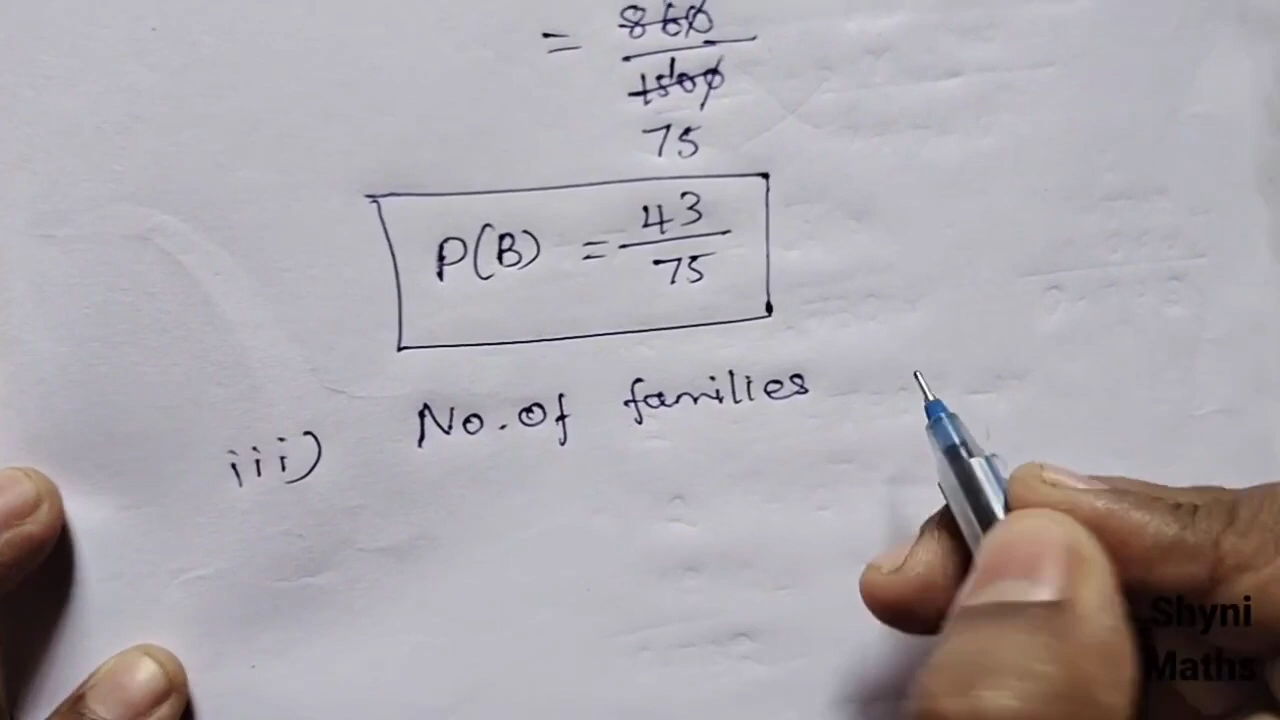 = 860
1500
75
P(B) = 43
75
iii) No. of families
Shyni
Maths